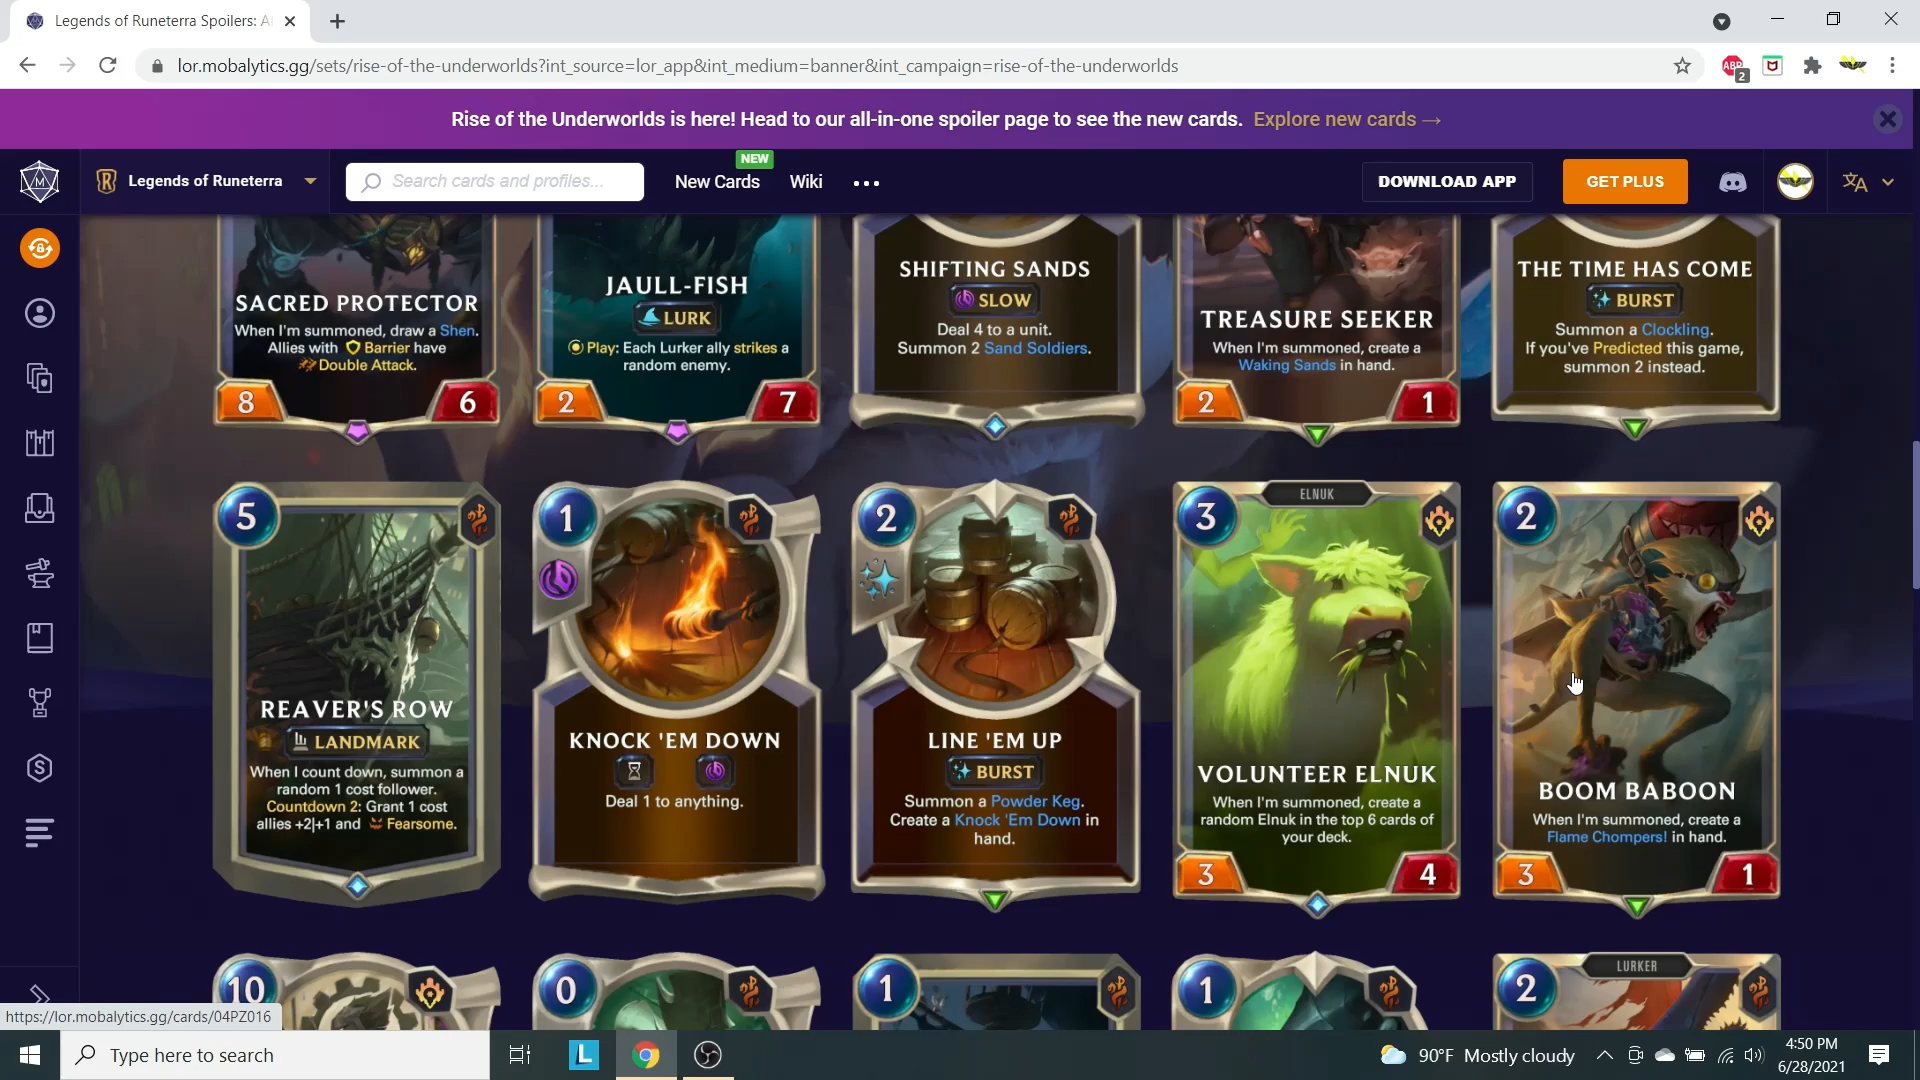 Legends of Runeterra Spoilers: A
lor.mobalytics.gg/sets/rise-of-the-underworlds?int_source=lor_app&int_medium=banner&int_campaign=rise-of-the-underworlds
ABP
2
Rise of the Underworlds is here! Head to our all-in-one spoiler page to see the new cards. Explore new cards →
Legends of Runeterra
Search cards and profiles...
NEW
New Cards
Wiki
DOWNLOAD APP
GET PLUS
SACRED PROTECTOR
When I'm summoned, draw a Shen.
Allies with Barrier have
Double Attack.
8
6
JAULL-FISH
LURK
Play: Each Lurker ally strikes a
random enemy.
2
7
SHIFTING SANDS
SLOW
Deal 4 to a unit.
Summon 2 Sand Soldiers.
TREASURE SEEKER
When I'm summoned, create a
Waking Sands in hand.
2
1
THE TIME HAS COME
BURST
Summon a Clockling.
If you've Predicted this game,
summon 2 instead.
5
REAVER'S ROW
LANDMARK
When I count down, summon a
random 1 cost follower.
Countdown 2: Grant 1 cost
allies +2|+1 and Fearsome.
1
KNOCK 'EM DOWN
Deal 1 to anything.
2
LINE 'EM UP
BURST
Summon a Powder Keg.
Create a Knock 'Em Down in
hand.
3
ELNUK
VOLUNTEER ELNUK
When I'm summoned, create a
random Elnuk in the top 6 cards of
your deck.
3
4
2
BOOM BABOON
When I'm summoned, create a
Flame Chompers! in hand.
3
1
10
0
1
1
2
LURKER
https://lor.mobalytics.gg/cards/04PZ016
Type here to search
L
90°F Mostly cloudy
4:50 PM
6/28/2021